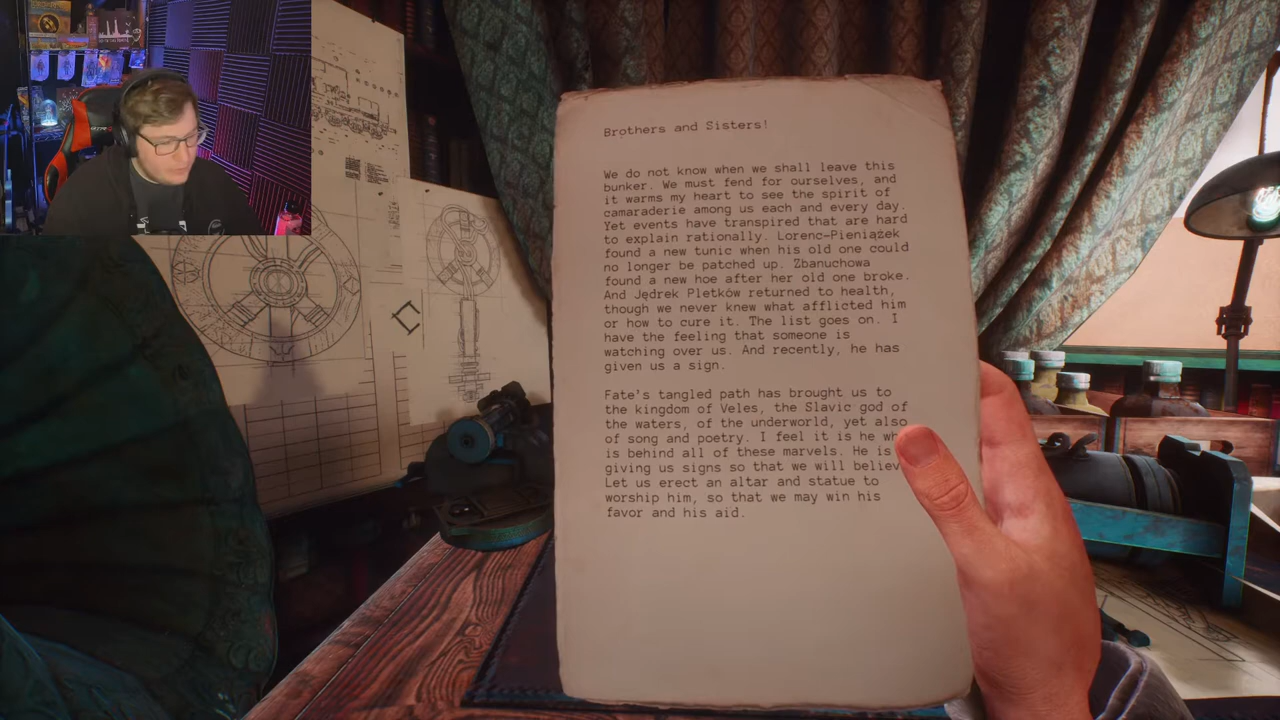 Brothers and Sisters!
We do not know when we shall leave this
bunker. We must fend for ourselves, and
it warms my heart to see the spirit of
camaraderie among us each and every day.
Yet events have transpired that are hard
to explain rationally. Lorenc-Pieniążek
found a new tunic when his old one could
no longer be patched up. Zbanuchowa
found a new hoe after her old one broke.
And Jędrek Pletków returned to health,
though we never knew what afflicted him
or how to cure it. The list goes on. I
have the feeling that someone is
watching over us. And recently, he has
given us a sign.
Fate's tangled path has brought us to
the kingdom of Veles, the Slavic god of
the waters, of the underworld, yet also
of song and poetry. I feel it is he wh
is behind all of these marvels. He is
giving us signs so that we will believ
Let us erect an altar and statue to
worship him, so that we may win his
favor and his aid.